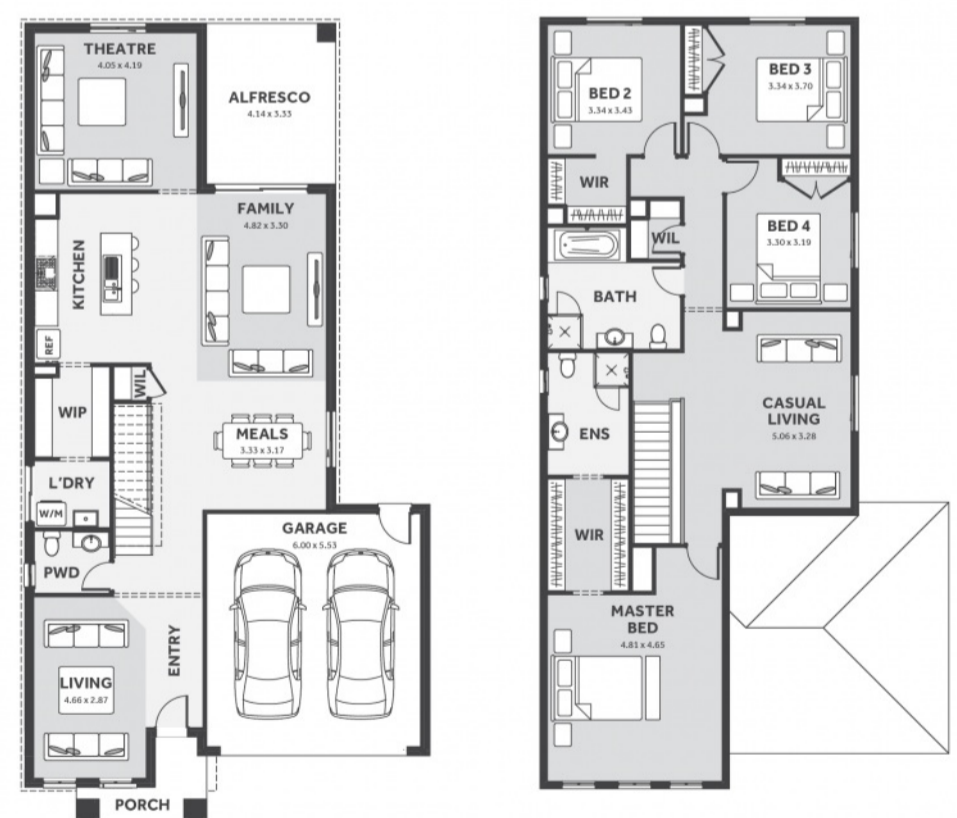 THEATRE
4.05 x 4.19
ALFRESCO
4.14 x 3.33
KITCHEN
FAMILY
4.82 x 3.30
REF
WIP
WIL
MEALS
3.33 x 3.17
L'DRY
W/M
PWD
GARAGE
6.00 x 5.53
ENTRY
LIVING
4.66 x 2.87
PORCH
BED 2
3.34 x 3.43
BED 3
3.34 x 3.70
WIR
WIL
BED 4
3.30 x 3.19
BATH
CASUAL
LIVING
5.06 x 3.28
ENS
WIR
MASTER
BED
4.81 x 4.65